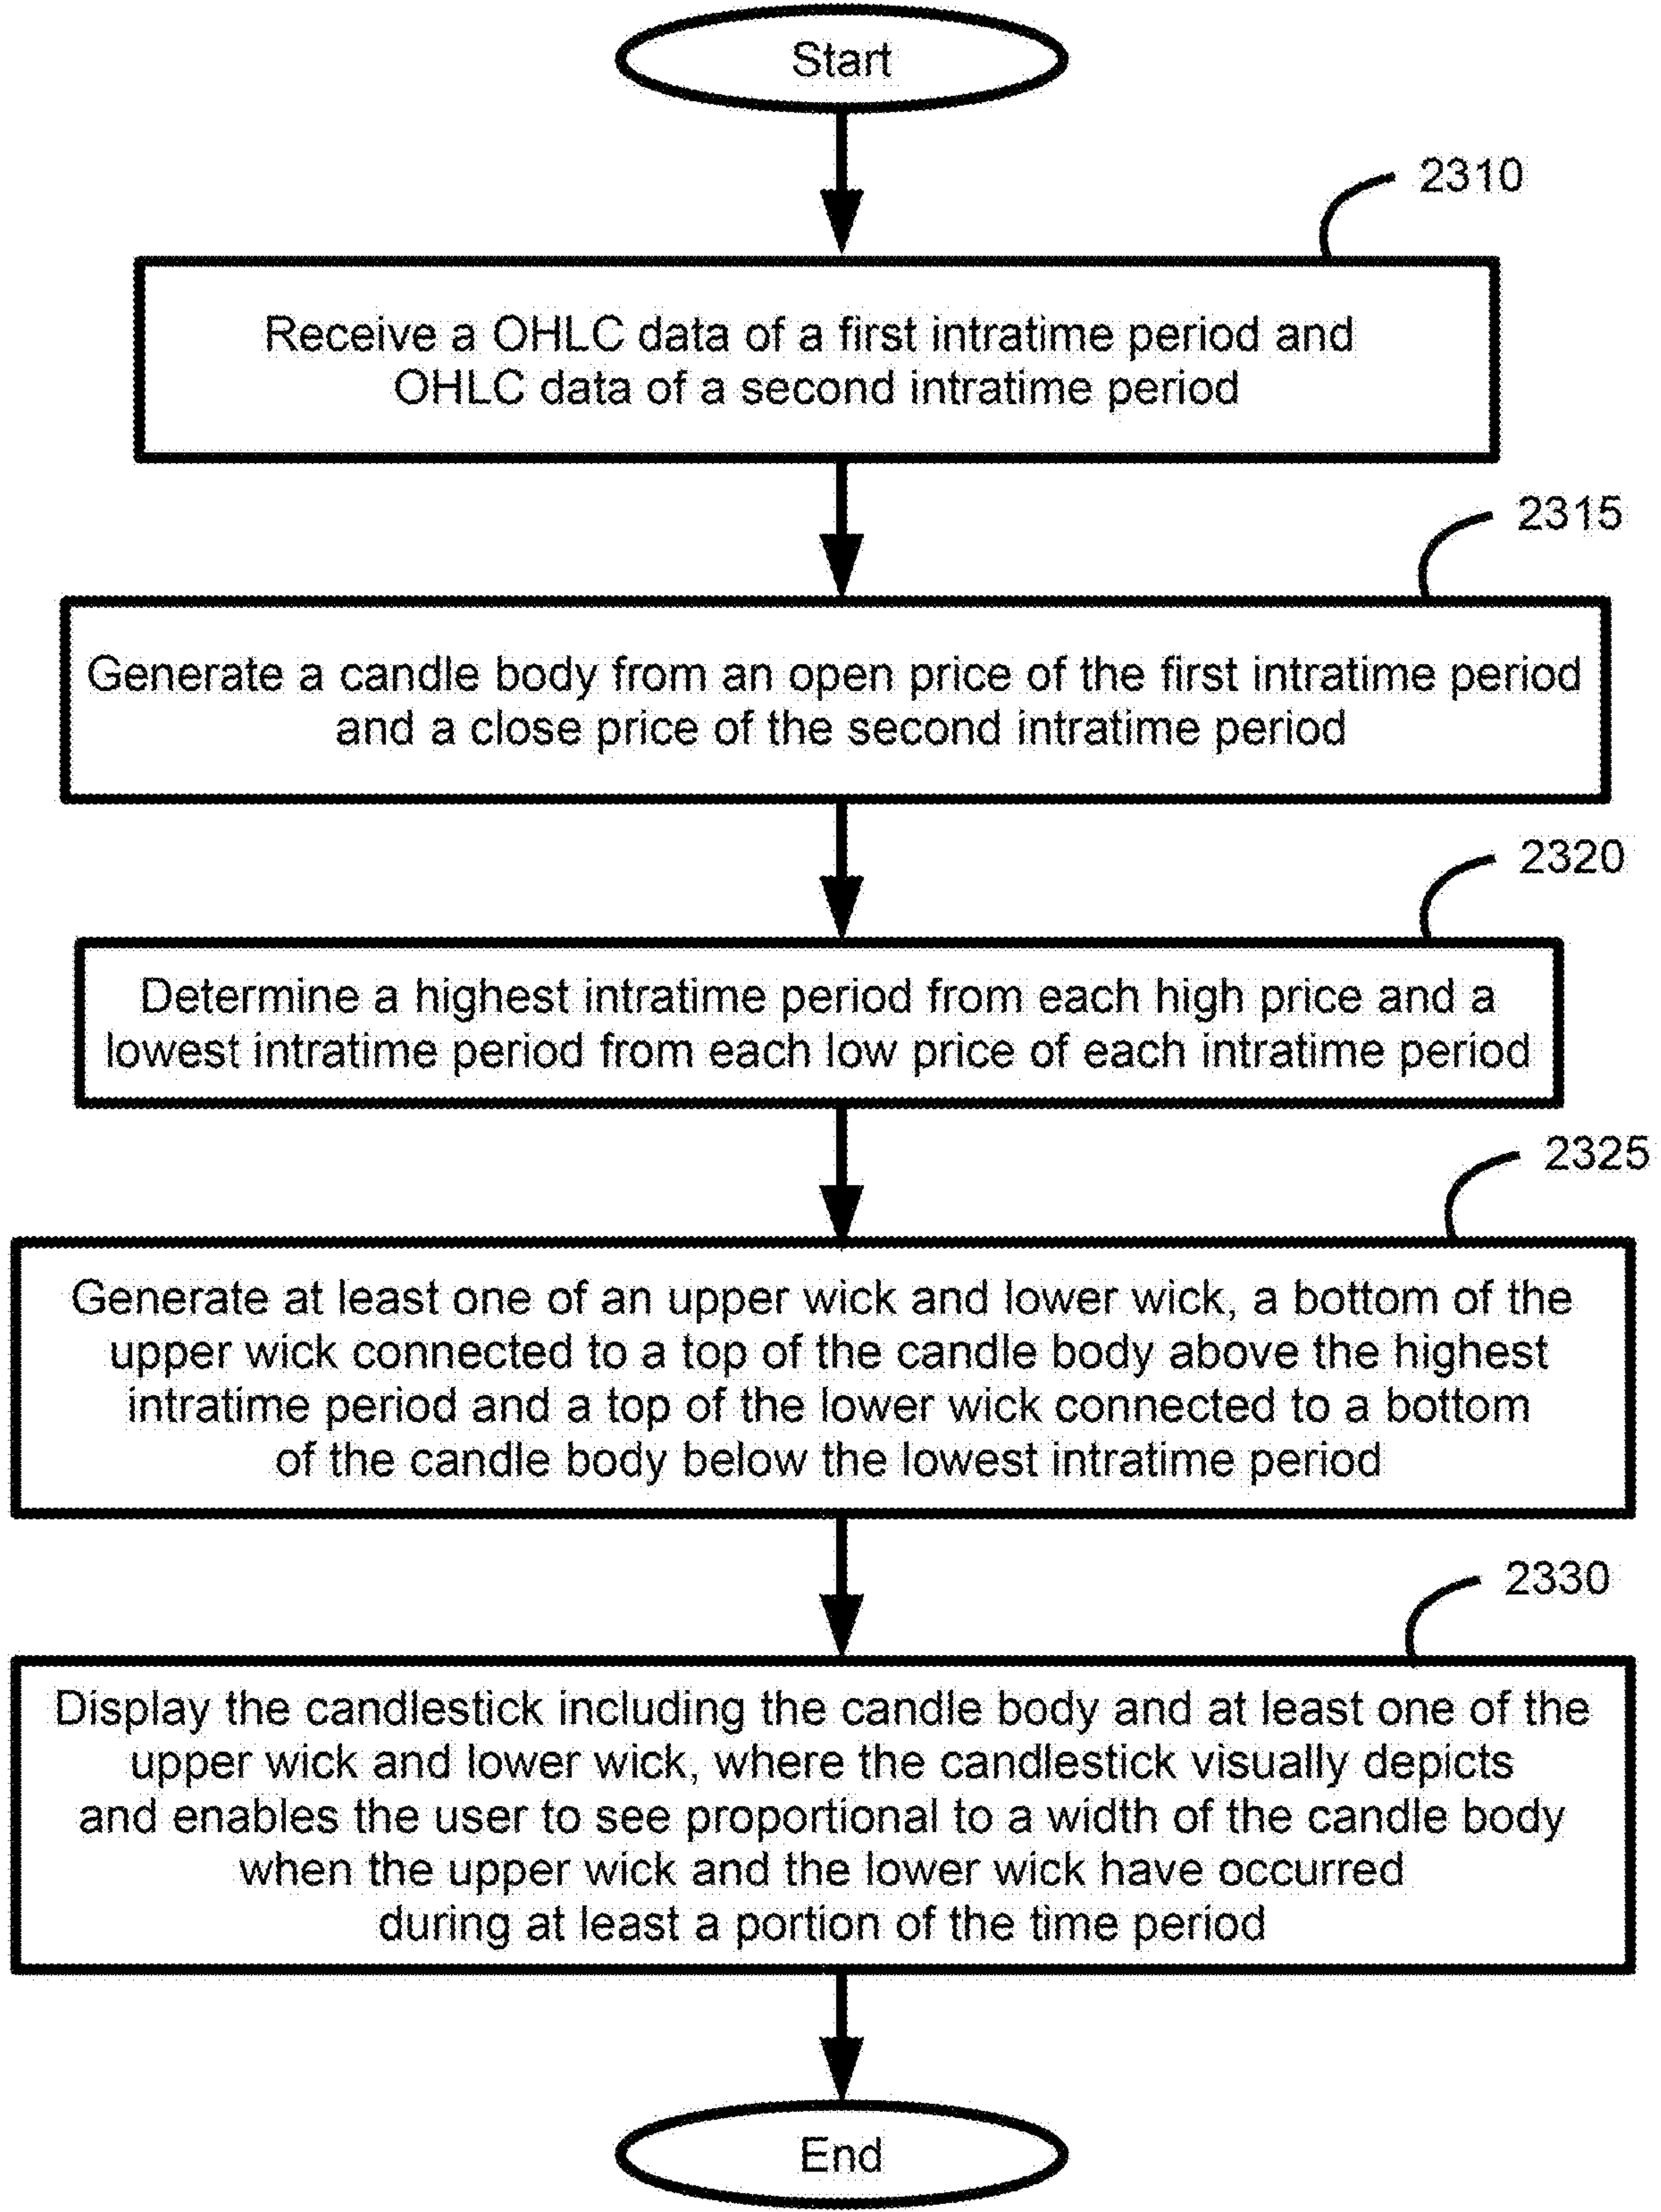 Start
2310
Receive a OHLC data of a first intratime period and
OHLC data of a second intratime period
2315
Generate a candle body from an open price of the first intratime period
and a close price of the second intratime period
2320
Determine a highest intratime period from each high price and a
lowest intratime period from each low price of each intratime period
2325
Generate at least one of an upper wick and lower wick, a bottom of the
upper wick connected to a top of the candle body above the highest
intratime period and a top of the lower wick connected to a bottom
of the candle body below the lowest intratime period
2330
Display the candlestick including the candle body and at least one of the
upper wick and lower wick, where the candlestick visually depicts
and enables the user to see proportional to a width of the candle body
when the upper wick and the lower wick have occurred
during at least a portion of the time period
End